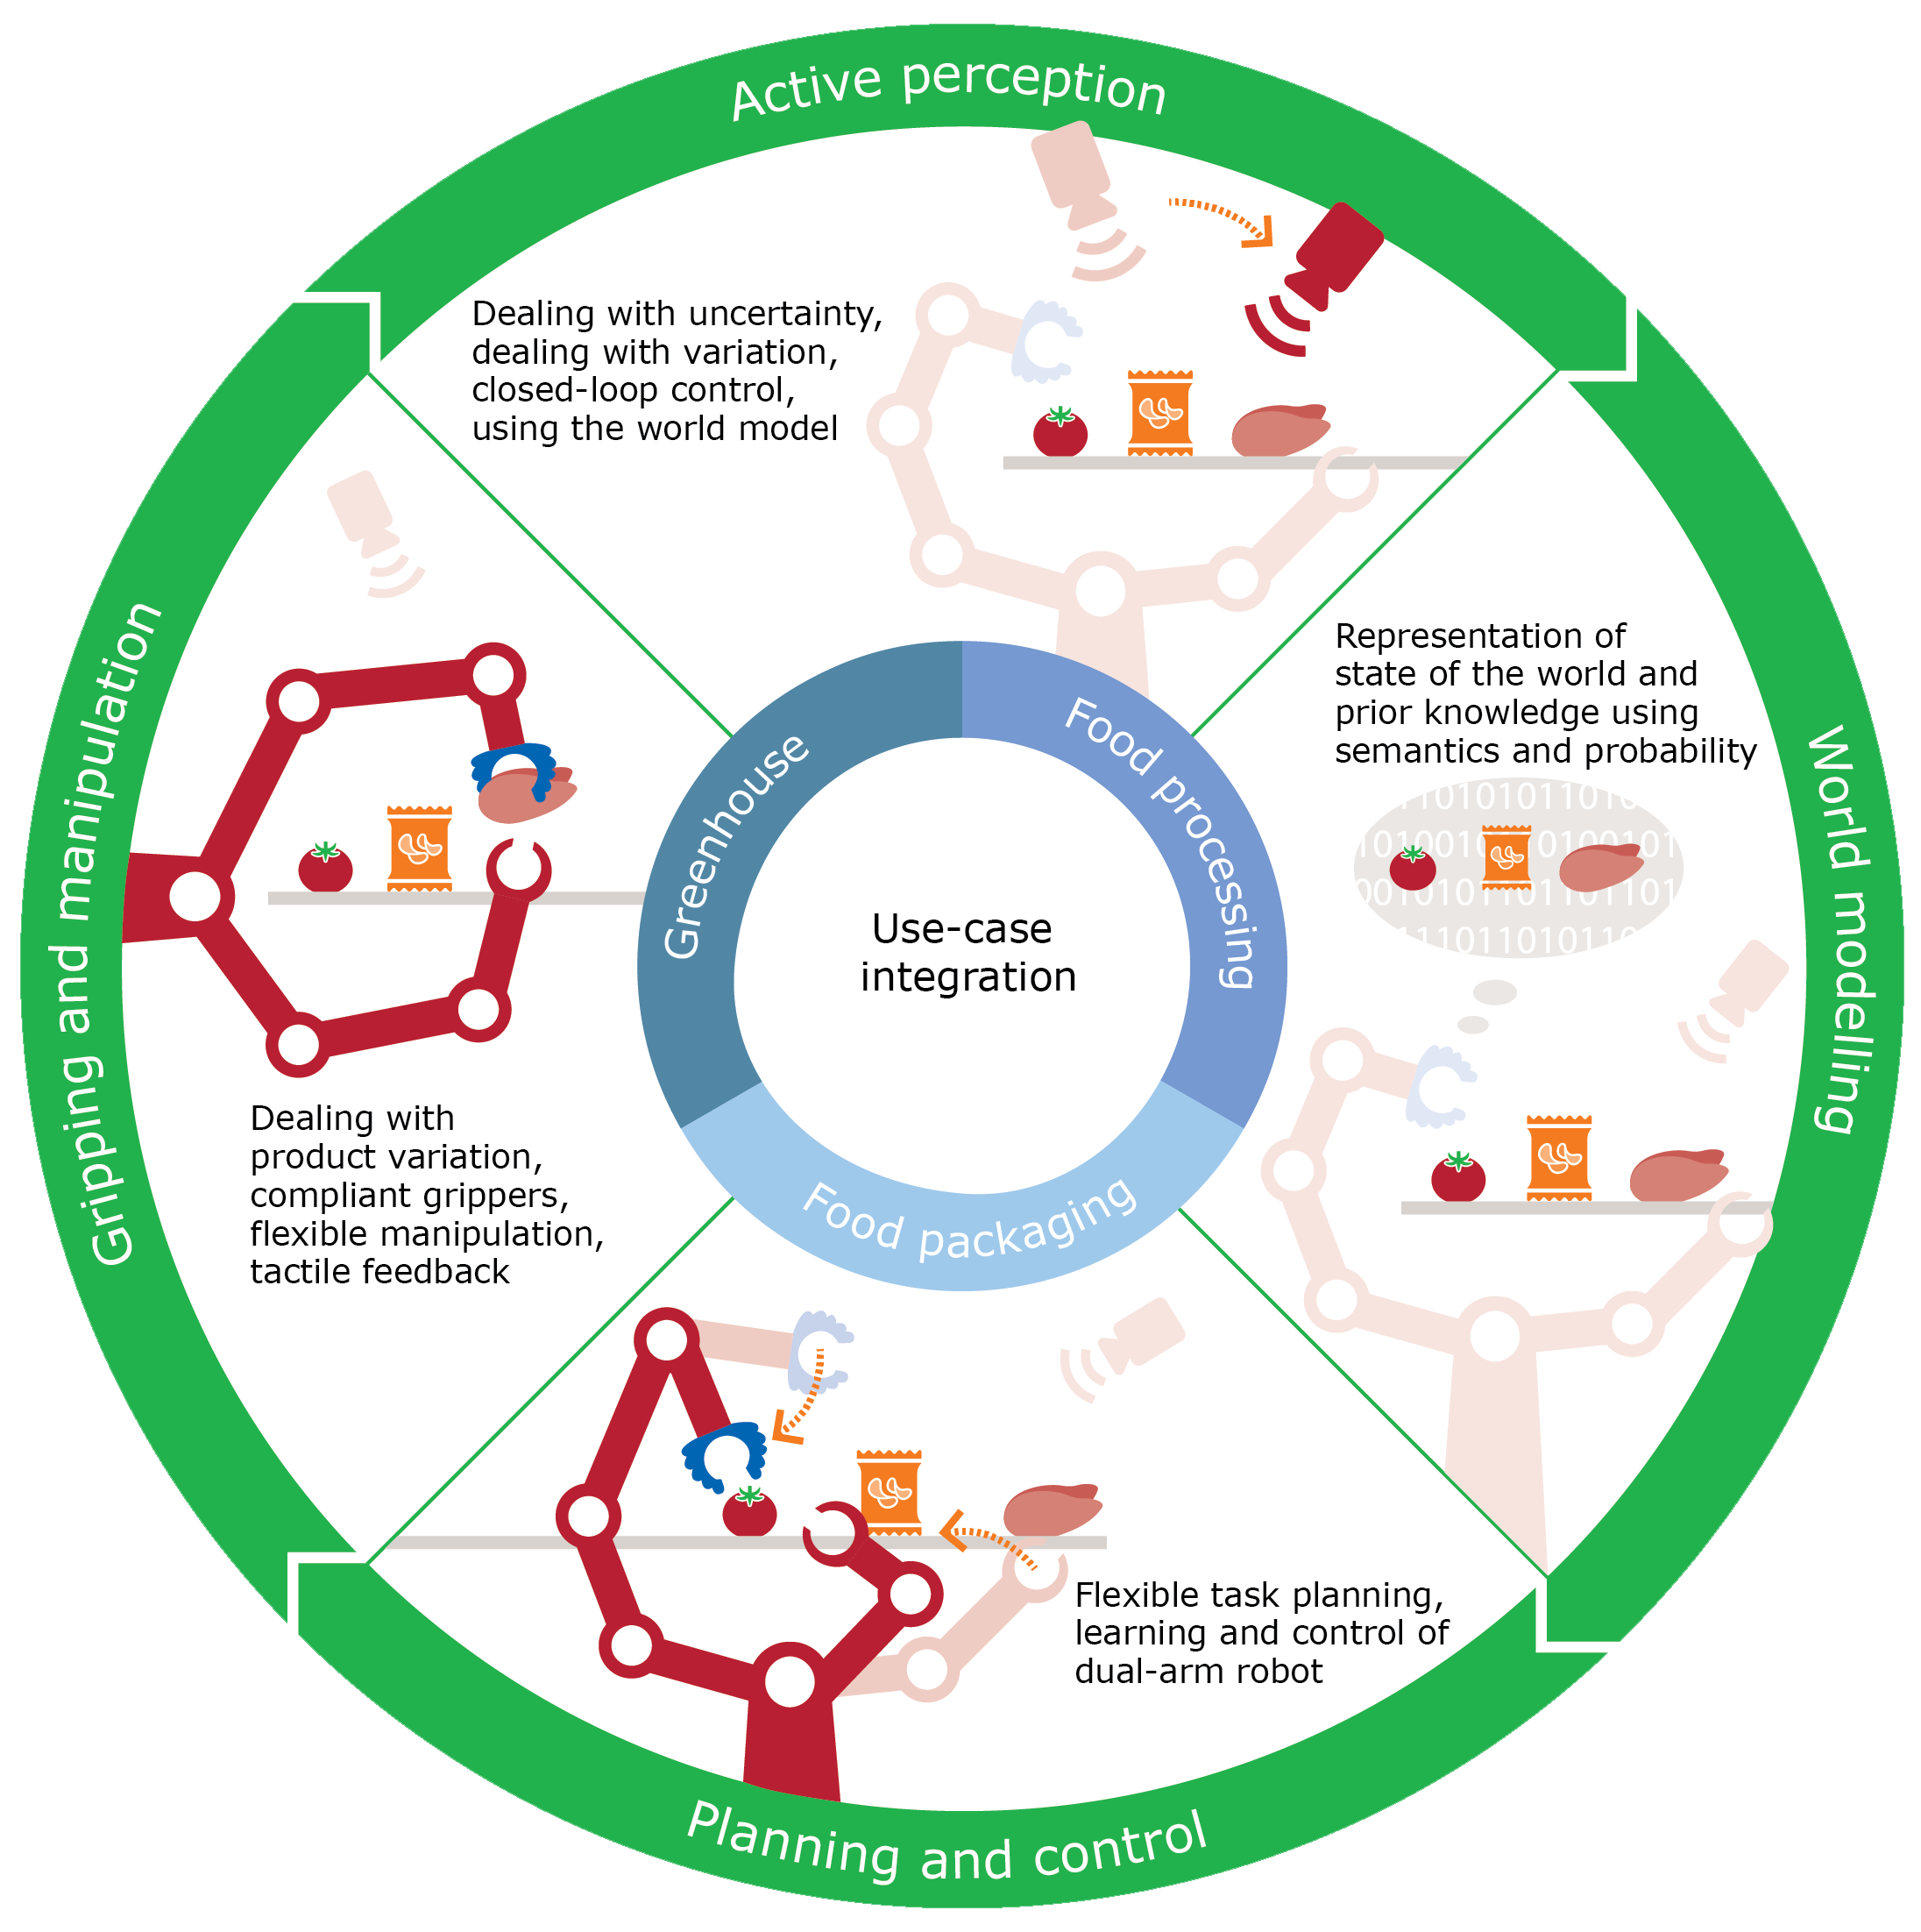 Active perception
Dealing with uncertainty,
dealing with variation,
closed-loop control,
using the world model
World modelling
Representation of
state of the world and
prior knowledge using
semantics and probability
Planning and control
Flexible task planning,
learning and control of
dual-arm robot
Gripping and manipulation
Dealing with
product variation,
compliant grippers,
flexible manipulation,
tactile feedback
Greenhouse
Food processing
Food packaging
Use-case
integration